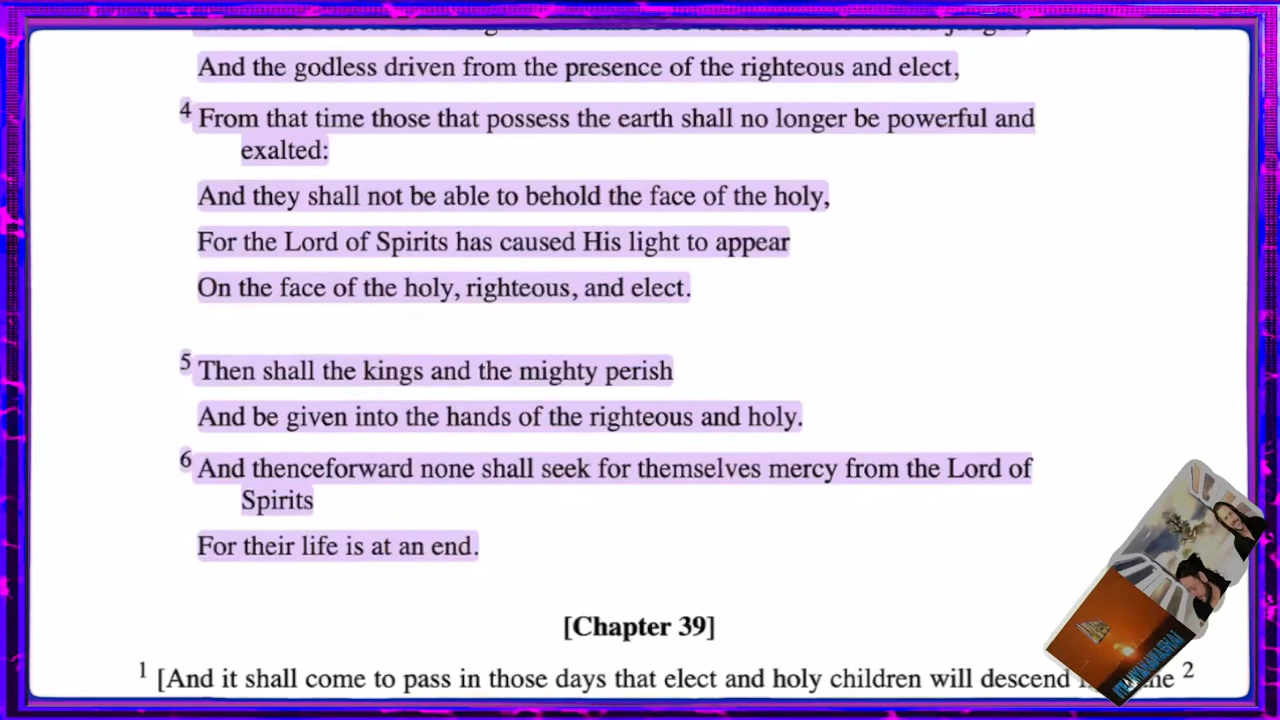 And the godless driven from the presence of the righteous and elect,
4 From that time those that possess the earth shall no longer be powerful and
exalted:
And they shall not be able to behold the face of the holy,
For the Lord of Spirits has caused His light to appear
On the face of the holy, righteous, and elect.
5 Then shall the kings and the mighty perish
And be given into the hands of the righteous and holy.
6 And thenceforward none shall seek for themselves mercy from the Lord of
Spirits
For their life is at an end.
[Chapter 39]
1 [And it shall come to pass in those days that elect and holy children will descend 2